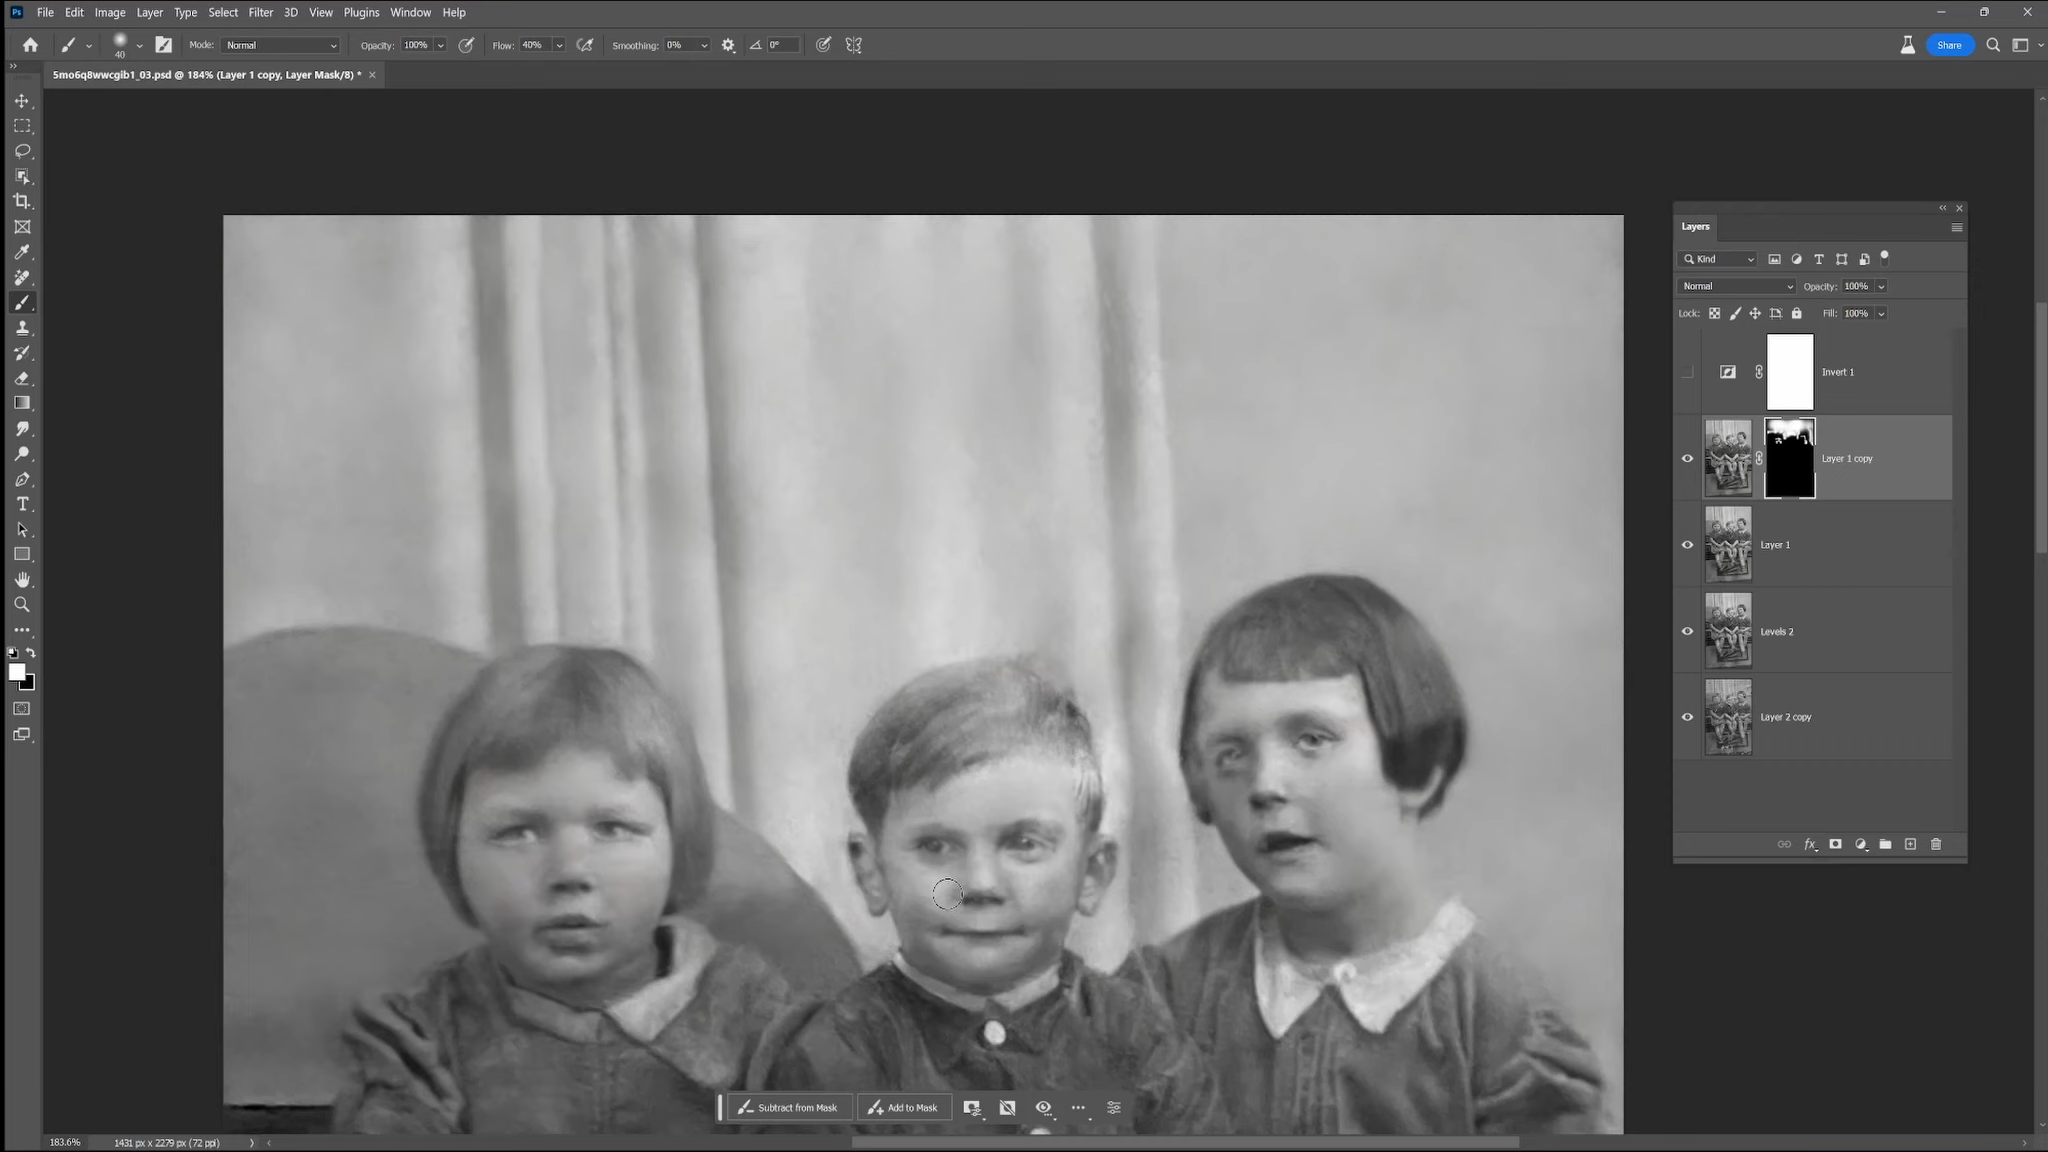 Ps File Edit Image Layer Type Select Filter 3D View Plugins Window Help
40 Mode: Normal Opacity: 100% Flow: 40% Smoothing: 0% 0° Share
5mo6q8wwcgib1_03.psd @ 184% (Layer 1 copy, Layer Mask/8) *
Layers
Kind
Normal Opacity: 100%
Lock: Fill: 100%
Invert 1
Layer 1 copy
Layer 1
Levels 2
Layer 2 copy
fx
Subtract from Mask Add to Mask
183.6% 1431 px x 2279 px (72 ppi)